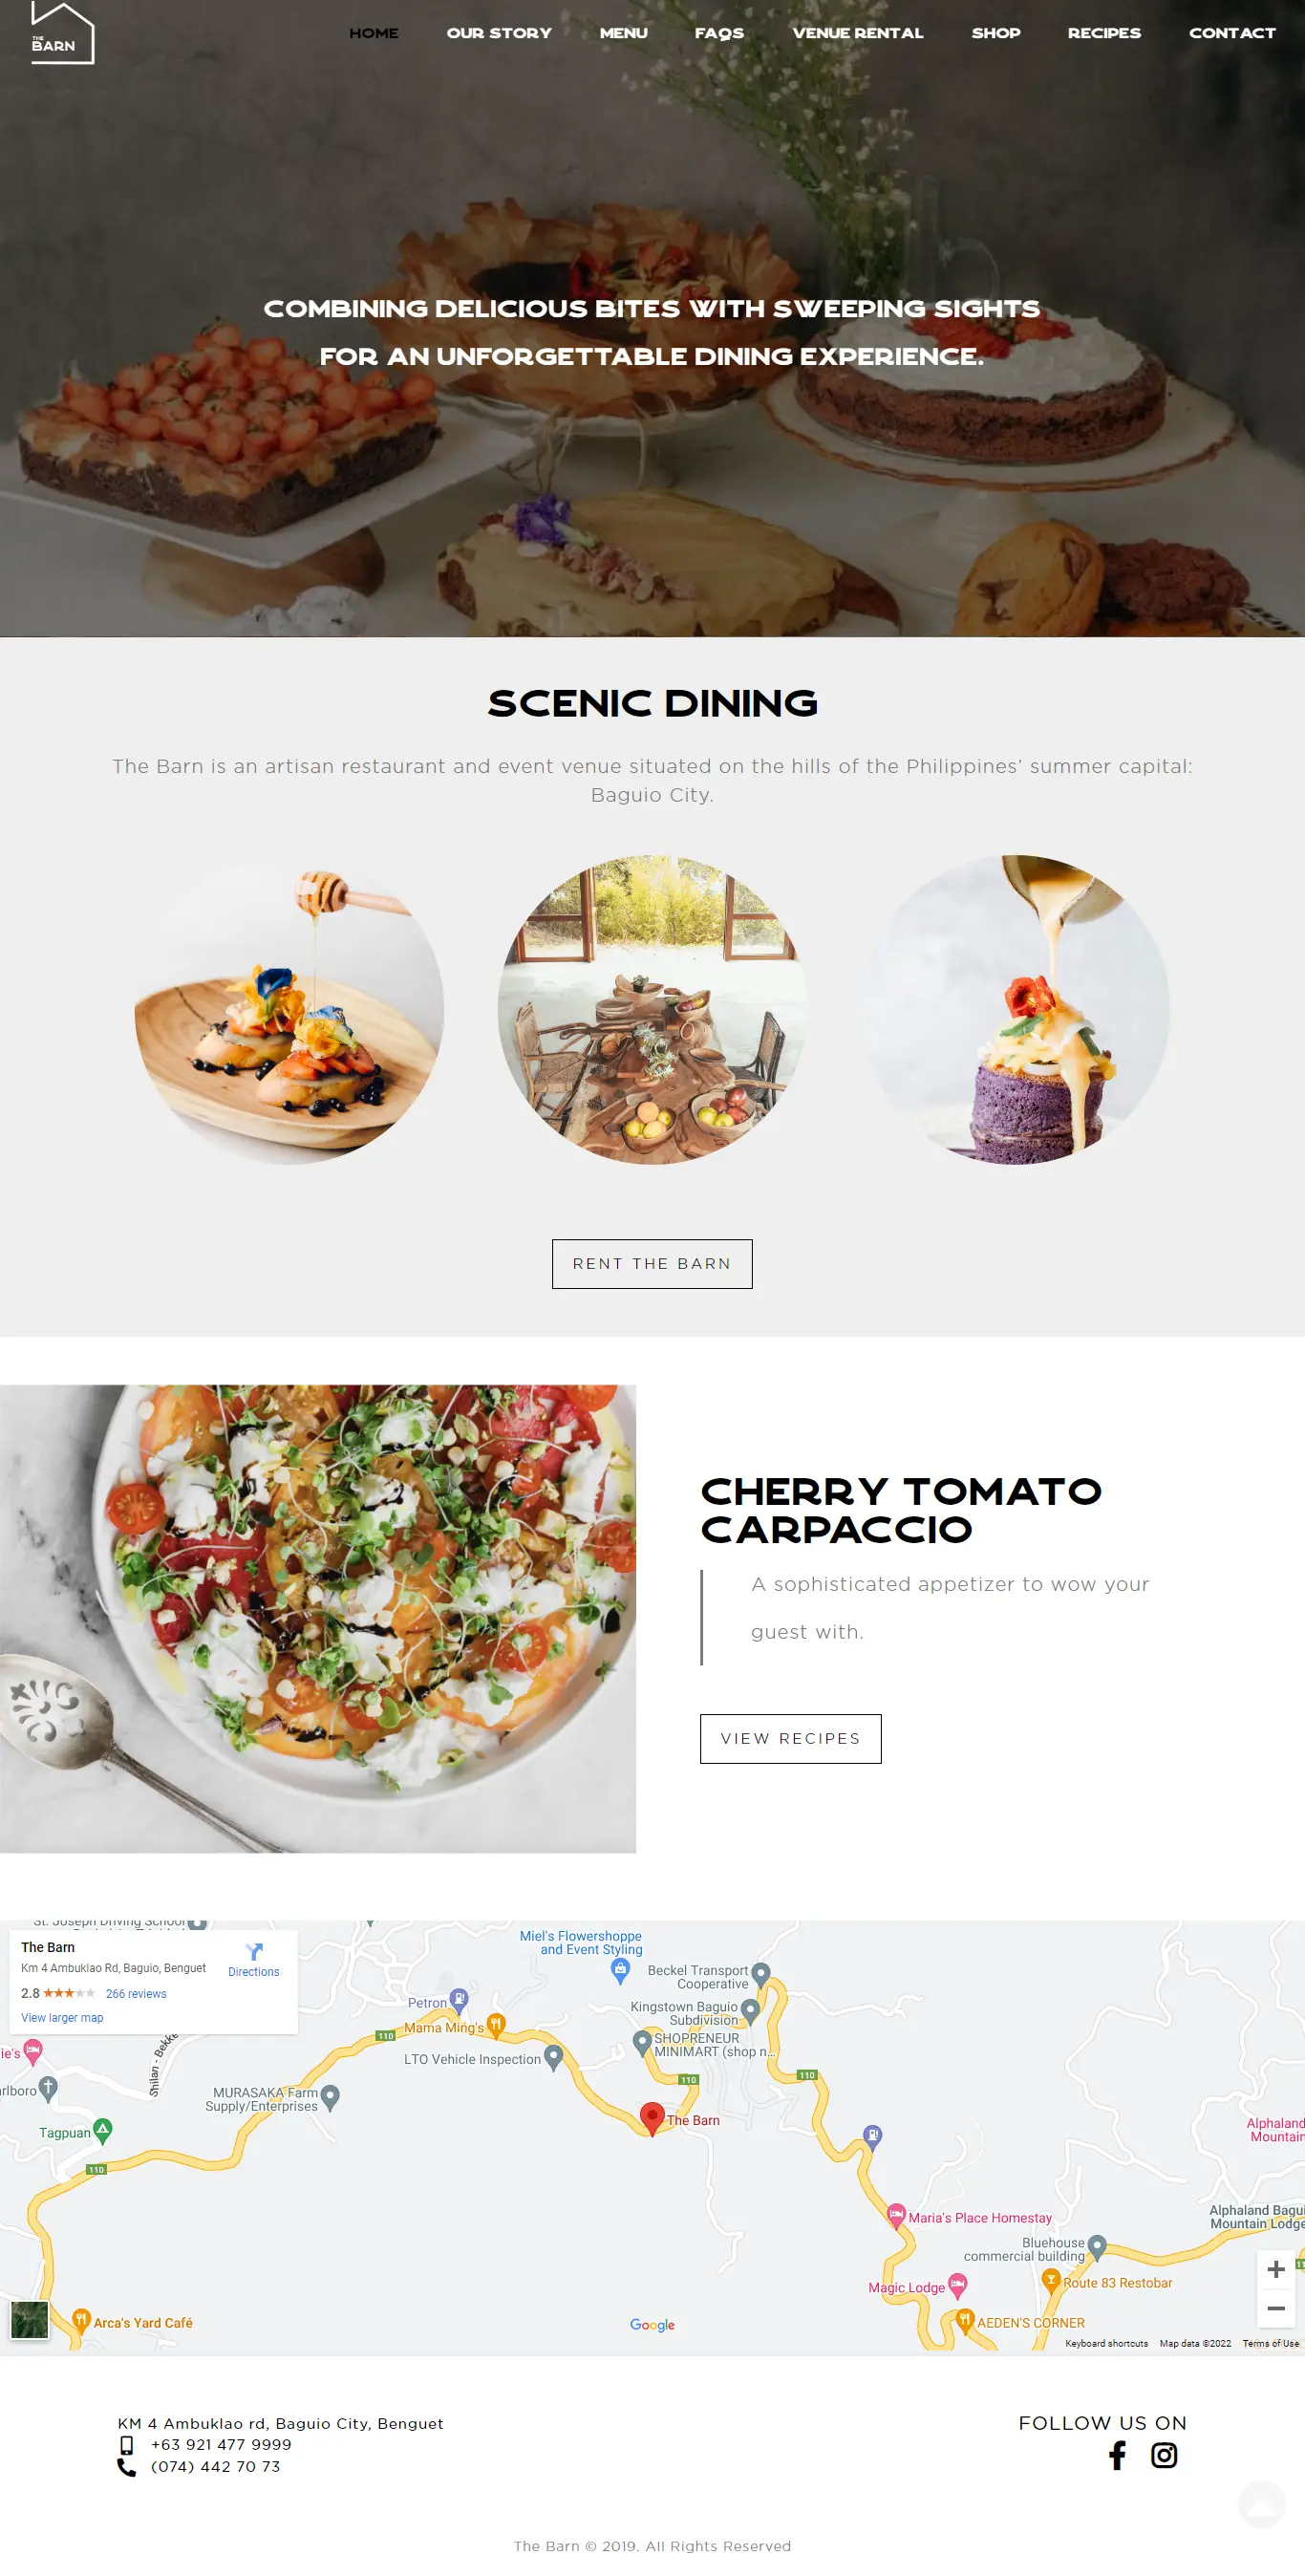 THE
BARN
HOME OUR STORY MENU FAQS VENUE RENTAL SHOP RECIPES CONTACT
COMBINING DELICIOUS BITES WITH SWEEPING SIGHTS
FOR AN UNFORGETTABLE DINING EXPERIENCE.
SCENIC DINING
The Barn is an artisan restaurant and event venue situated on the hills of the Philippines’ summer capital:
Baguio City.
RENT THE BARN
CHERRY TOMATO
CARPACCIO
A sophisticated appetizer to wow your
guest with.
VIEW RECIPES
St. Joseph Driving School
The Barn
Km 4 Ambuklao Rd, Baguio, Benguet
2.8
266 reviews
View larger map
Directions
Miel's Flowershoppe
and Event Styling
Beckel Transport
Cooperative
Petron
Mama Ming's
Kingstown Baguio
Subdivision
110
SHOPRENEUR
MINIMART (shop n...
LTO Vehicle Inspection
ie's
Shilan - Bekke
110
110
rlboro
MURASAKA Farm
Supply/Enterprises
The Barn
Tagpuan
Alphaland
Mountain
110
Maria's Place Homestay
Alphaland Bagui
Mountain Lodge
Bluehouse
commercial building
Magic Lodge
Route 83 Restobar
Arca's Yard Café
Google
AEDEN'S CORNER
Keyboard shortcuts Map data ©2022 Terms of Use
KM 4 Ambuklao rd, Baguio City, Benguet
+63 921 477 9999
(074) 442 70 73
FOLLOW US ON
The Barn © 2019. All Rights Reserved